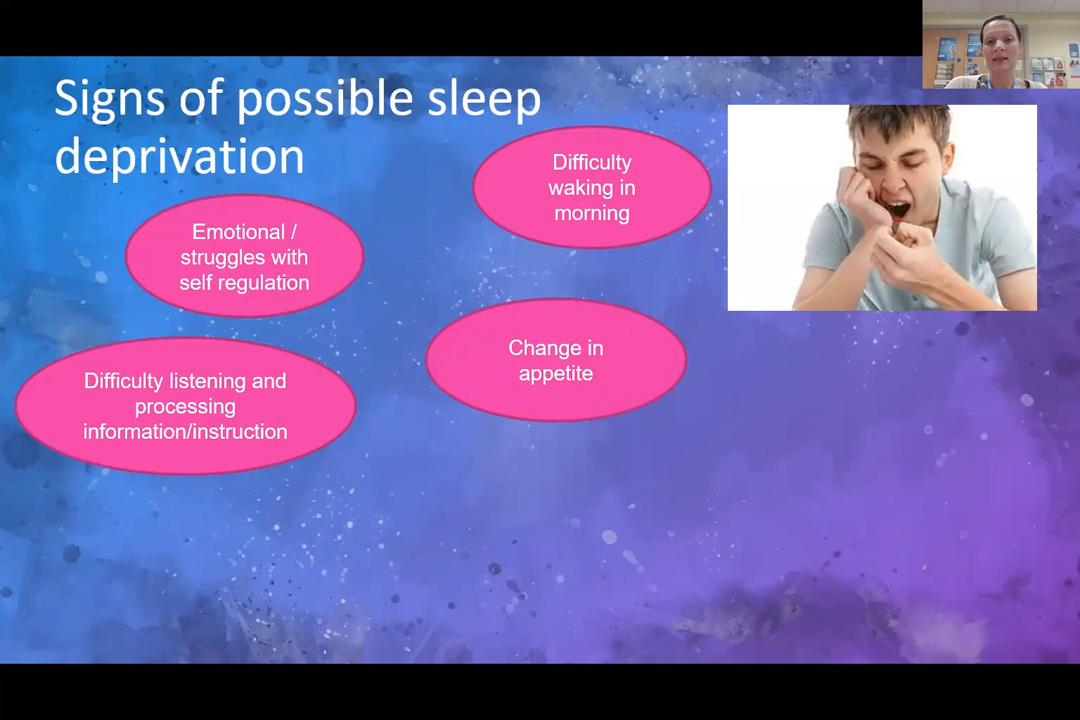 Signs of possible sleep
deprivation
Difficulty
waking in
morning
Emotional /
struggles with
self regulation
Change in
appetite
Difficulty listening and
processing
information/instruction